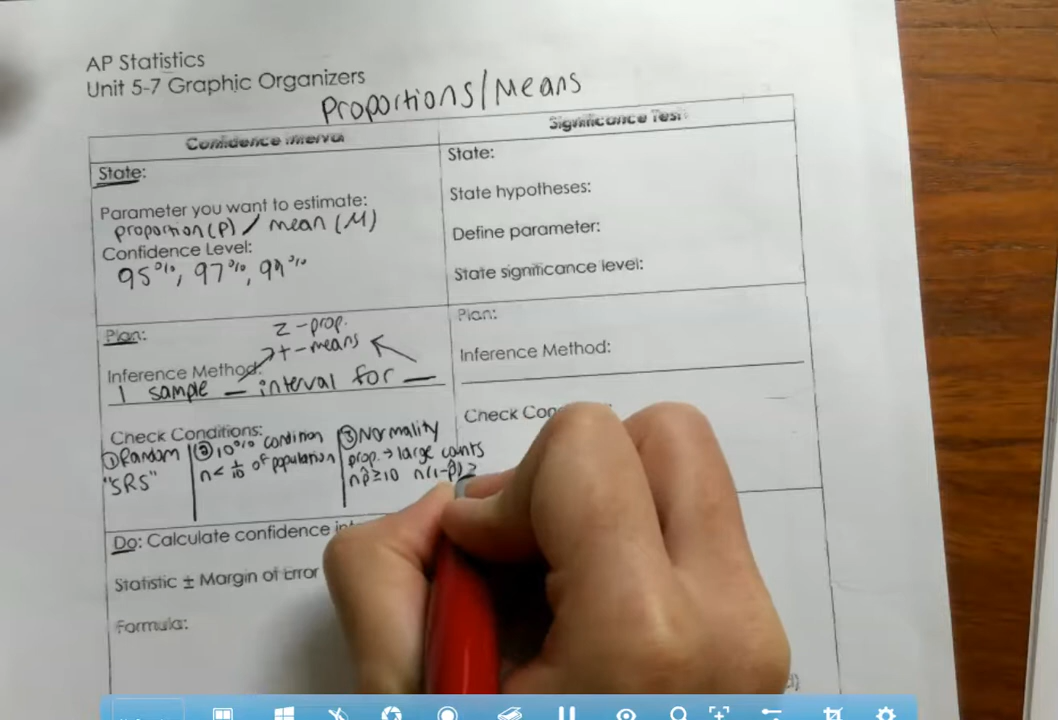 AP Statistics
Unit 5-7 Graphic Organizers
Proportions/Means
Confidence Interval
State:
Parameter you want to estimate:
proportion (p) / mean (μ)
Confidence Level:
95%, 97%, 99%
Plan:
z - prop.
t - means
Inference Method:
1 sample _ interval for _
Check Conditions:
① Random
"SRS"
② 10% condition
n < 1/10 of population
③ Normality
prop. → large counts
np̂ ≥ 10 n(1-p̂) ≥
Do: Calculate confidence
Statistic ± Margin of Error
Formula:
Significance Test
State:
State hypotheses:
Define parameter:
State significance level:
Plan:
Inference Method:
Check